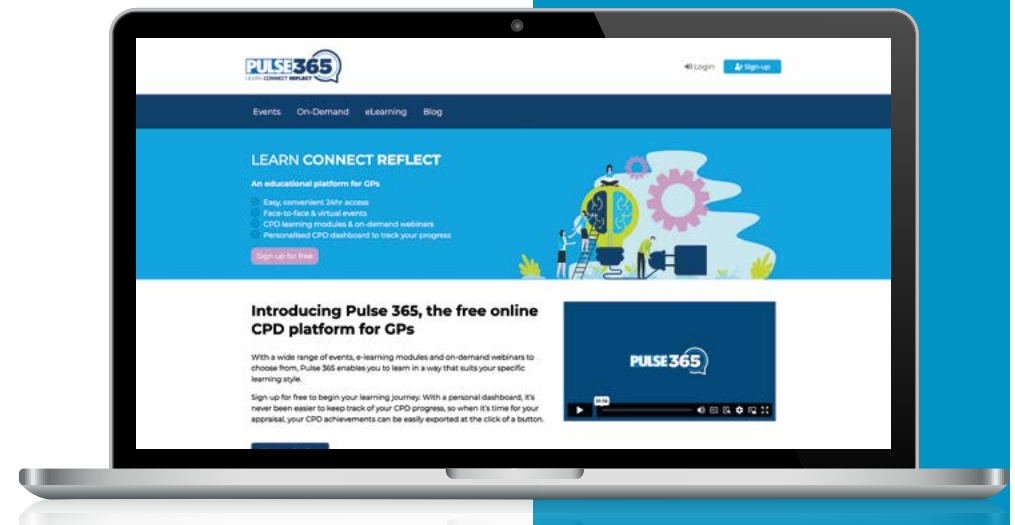 PULSE 365
LEARN CONNECT REFLECT
Login
Sign-up
Events
On-Demand
eLearning
Blog
LEARN CONNECT REFLECT
An educational platform for GPs
Easy, convenient 24hr access
Face-to-face & virtual events
CPD learning modules & on-demand webinars
Personalised CPD dashboard to track your progress
Sign up for free
Introducing Pulse 365, the free online
CPD platform for GPs
With a wide range of events, e-learning modules and on-demand webinars to
choose from, Pulse 365 enables you to learn in a way that suits your specific
learning style.
Sign up for free to begin your learning journey. With a personal dashboard, it's
never been easier to keep track of your CPD progress, so when it's time for your
appraisal, your CPD achievements can be easily exported at the click of a button.
PULSE 365